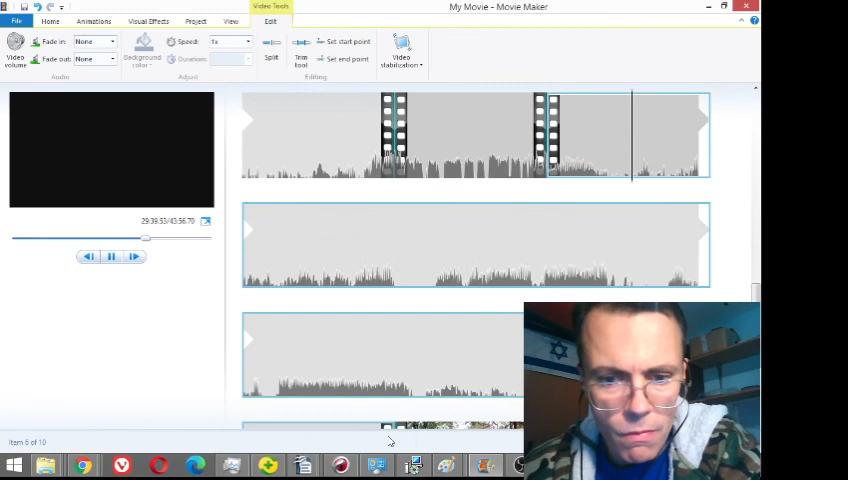 Video Tools
My Movie - Movie Maker
File
Home
Animations
Visual Effects
Project
View
Edit
Video
volume
Fade in:
None
Fade out:
None
Audio
Background
color
Speed:
1x
Duration:
Adjust
Split
Trim
tool
Set start point
Set end point
Editing
Video
stabilization
29:39.53/43:56.70
Item 6 of 10